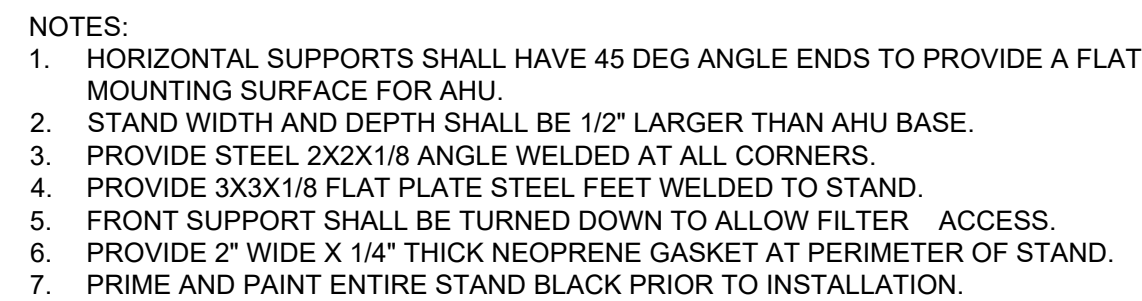 NOTES:
1. HORIZONTAL SUPPORTS SHALL HAVE 45 DEG ANGLE ENDS TO PROVIDE A FLAT
MOUNTING SURFACE FOR AHU.
2. STAND WIDTH AND DEPTH SHALL BE 1/2" LARGER THAN AHU BASE.
3. PROVIDE STEEL 2X2X1/8 ANGLE WELDED AT ALL CORNERS.
4. PROVIDE 3X3X1/8 FLAT PLATE STEEL FEET WELDED TO STAND.
5. FRONT SUPPORT SHALL BE TURNED DOWN TO ALLOW FILTER ACCESS.
6. PROVIDE 2" WIDE X 1/4" THICK NEOPRENE GASKET AT PERIMETER OF STAND.
7. PRIME AND PAINT ENTIRE STAND BLACK PRIOR TO INSTALLATION.